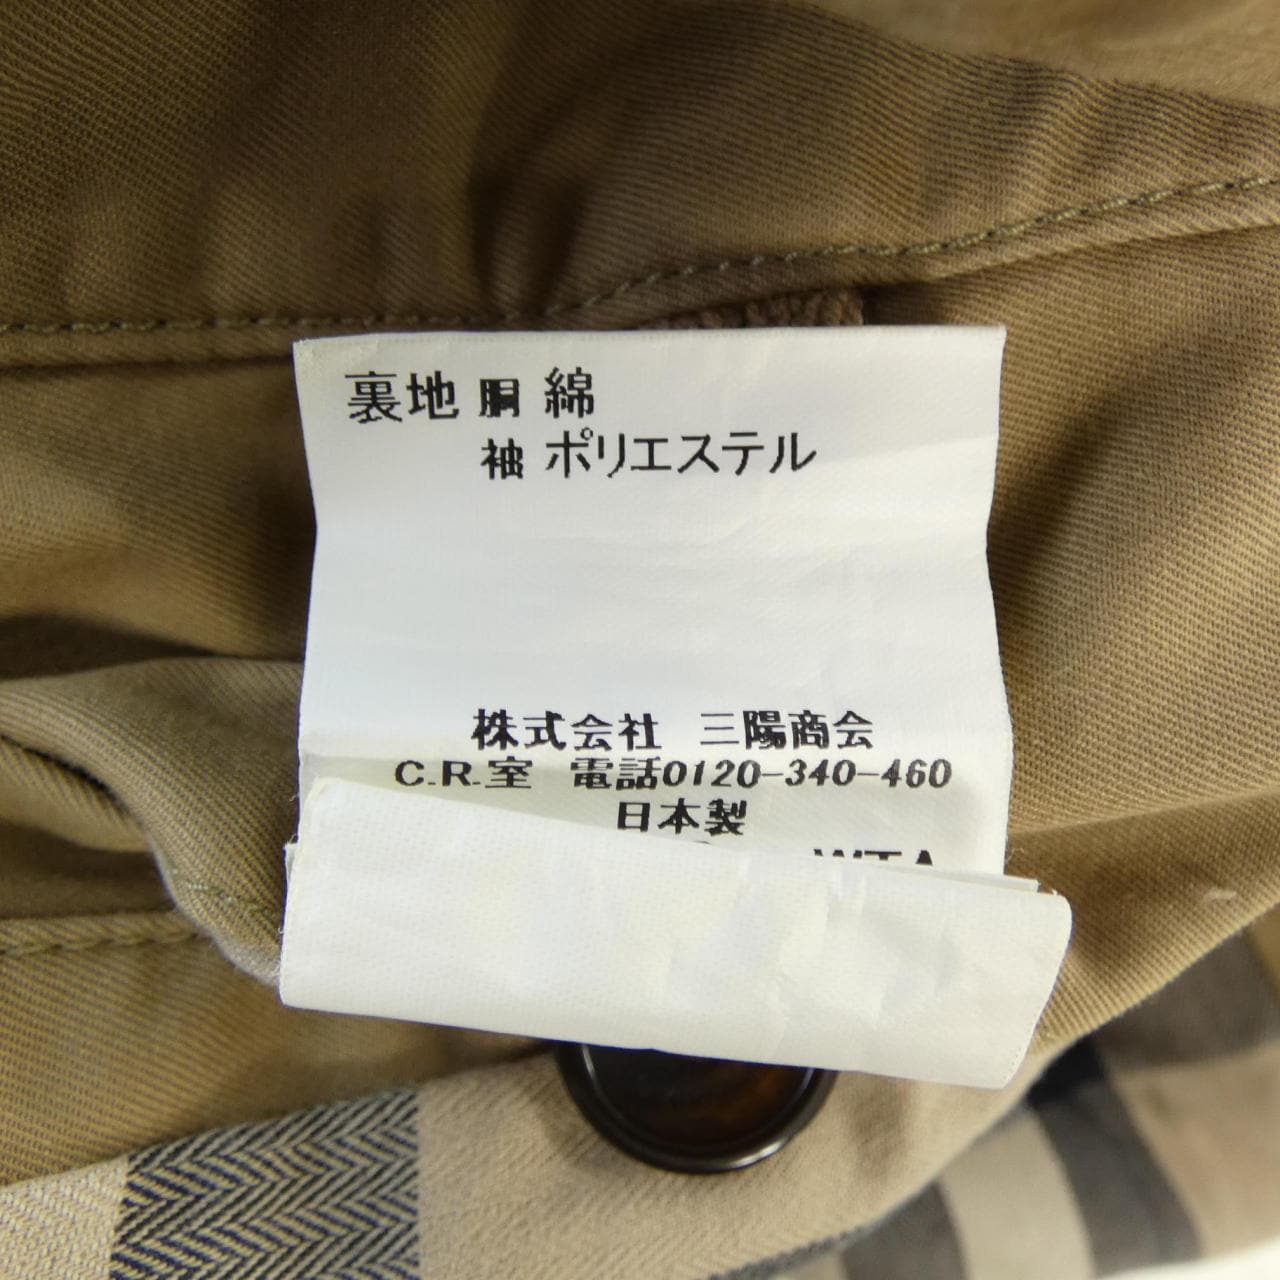 裏地 胴 綿
袖 ポリエステル
株式会社 三陽商会
C.R.室 電話0120-340-460
日本製
WTA